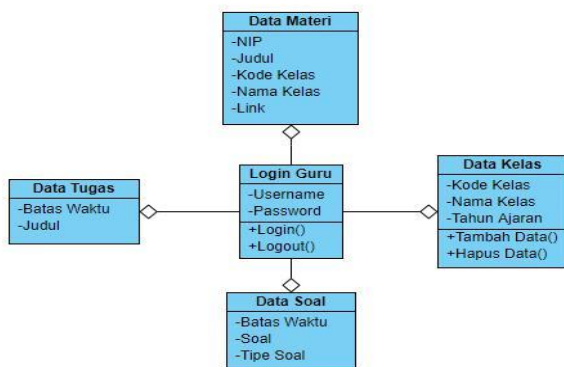 Data Materi
-NIP
-Judul
-Kode Kelas
-Nama Kelas
-Link
Data Tugas
-Batas Waktu
-Judul
Login Guru
-Username
-Password
+Login()
+Logout()
Data Kelas
-Kode Kelas
-Nama Kelas
-Tahun Ajaran
+Tambah Data()
+Hapus Data()
Data Soal
-Batas Waktu
-Soal
-Tipe Soal